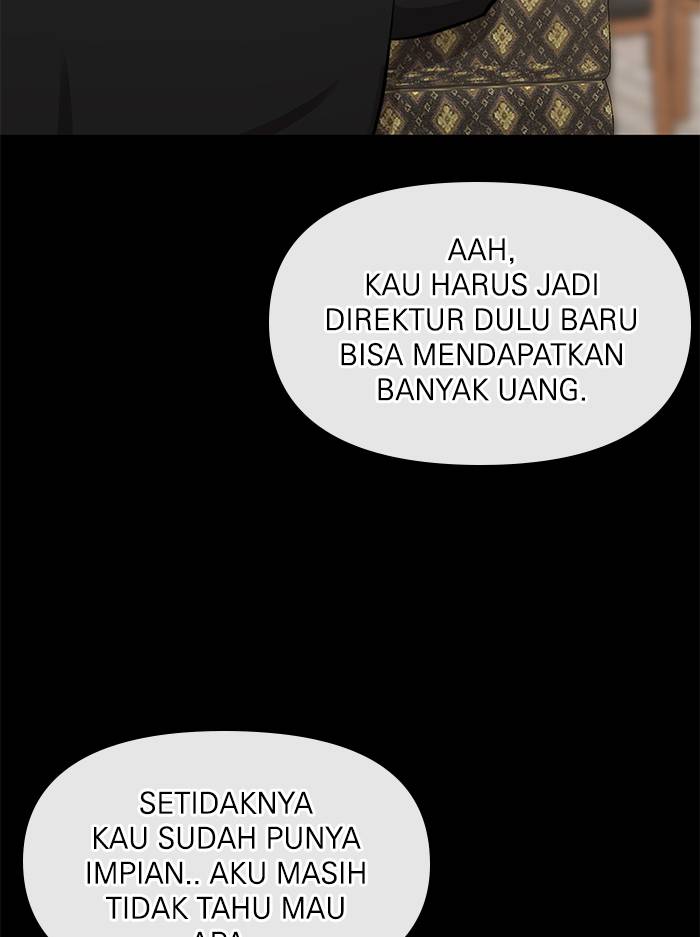 AAH,
KAU HARUS JADI
DIREKTUR DULU BARU
BISA MENDAPATKAN
BANYAK UANG.
SETIDAKNYA
KAU SUDAH PUNYA
IMPIAN.. AKU MASIH
TIDAK TAHU MAU
APA